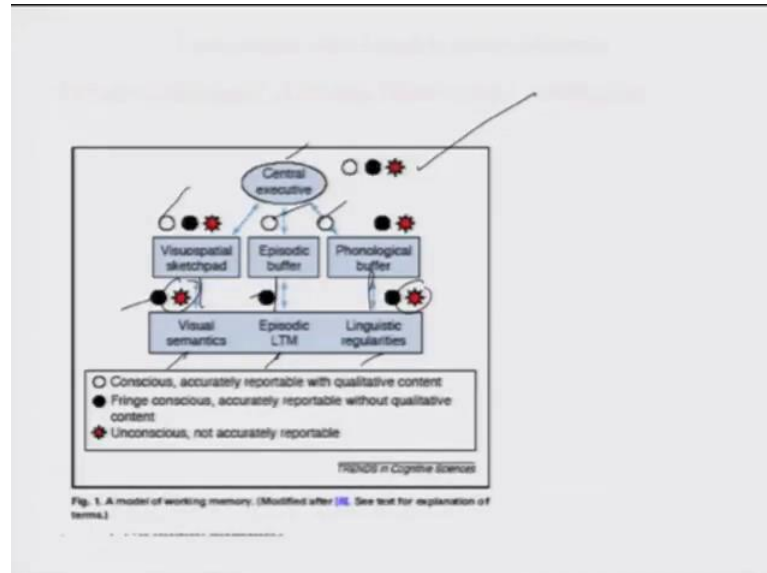 Central
executive
Visuospatial
sketchpad
Episodic
buffer
Phonological
buffer
Visual
semantics
Episodic
LTM
Linguistic
regularities
Conscious, accurately reportable with qualitative content
Fringe conscious, accurately reportable without qualitative
content
Unconscious, not accurately reportable
TRENDS in Cognitive Sciences
Fig. 1. A model of working memory. (Modified after [6]. See text for explanation of
terms.)